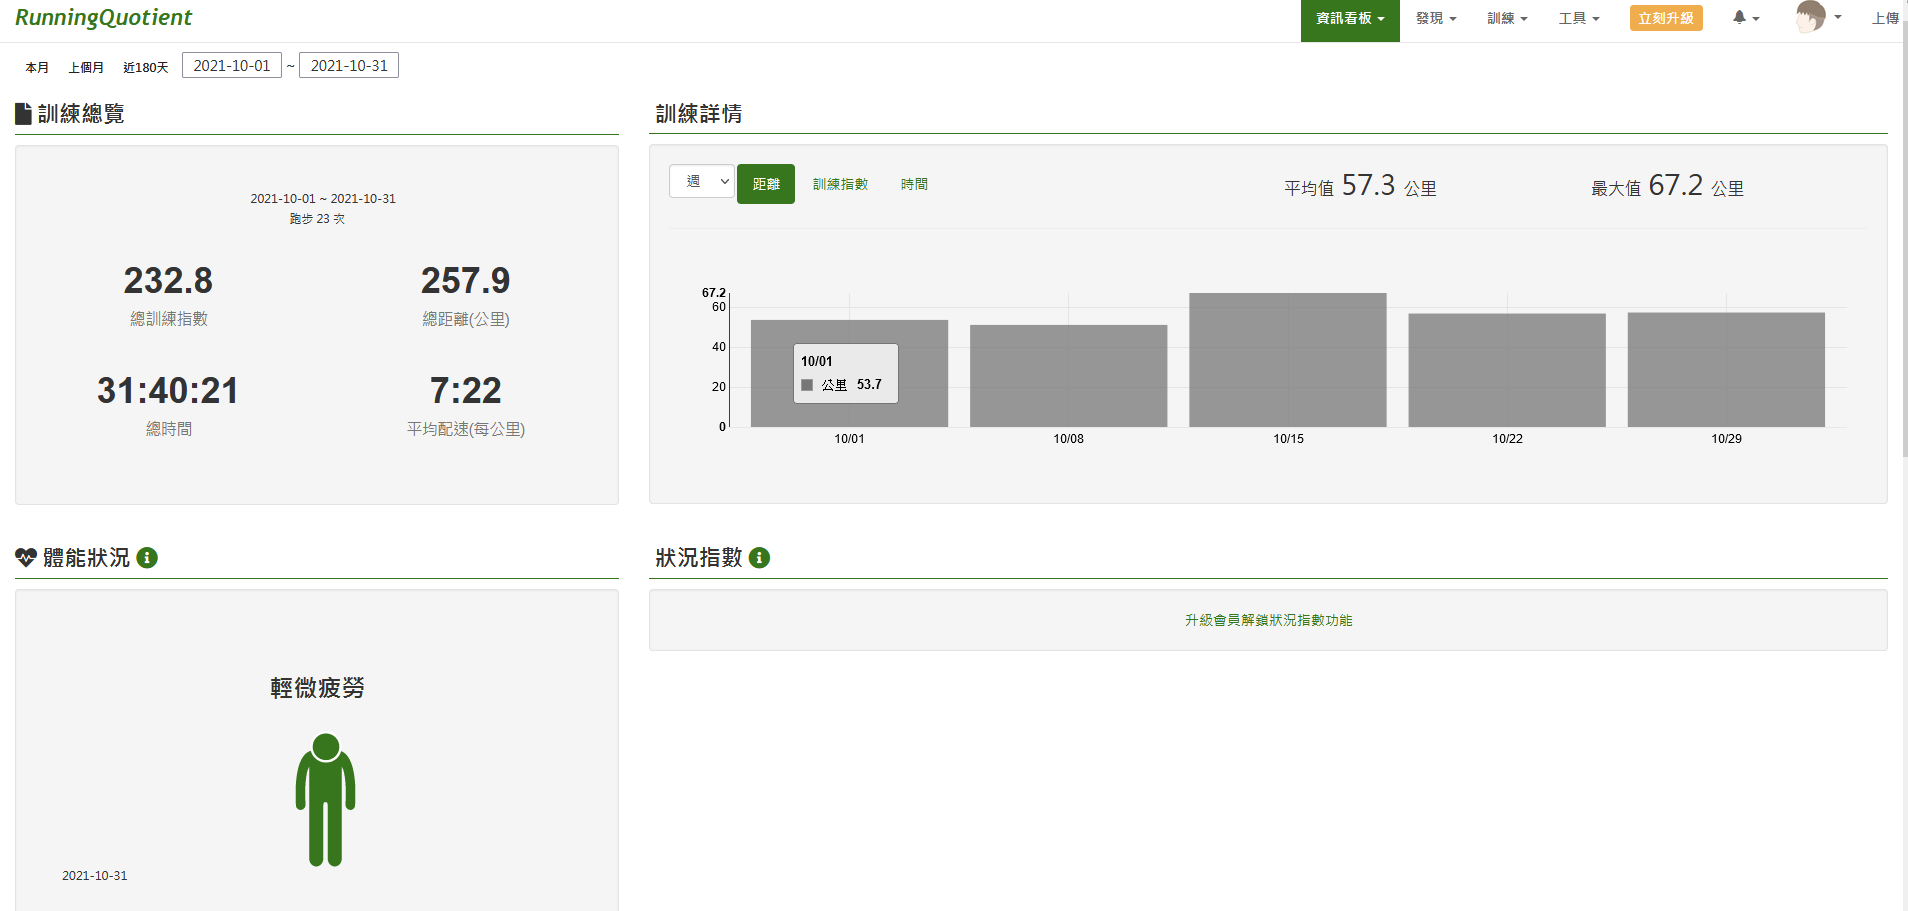 RunningQuotient
資訊看板 發現 訓練 工具 立刻升級 上傳
本月 上個月 近180天 2021-10-01 ~ 2021-10-31
訓練總覽
2021-10-01 ~ 2021-10-31
跑步 23 次
232.8 257.9
總訓練指數 總距離(公里)
31:40:21 7:22
總時間 平均配速(每公里)
訓練詳情
週 距離 訓練指數 時間 平均值 57.3 公里 最大值 67.2 公里
67.2
60
40
20
0
10/01
公里 53.7
10/01 10/08 10/15 10/22 10/29
體能狀況
輕微疲勞
2021-10-31
狀況指數
升級會員解鎖狀況指數功能